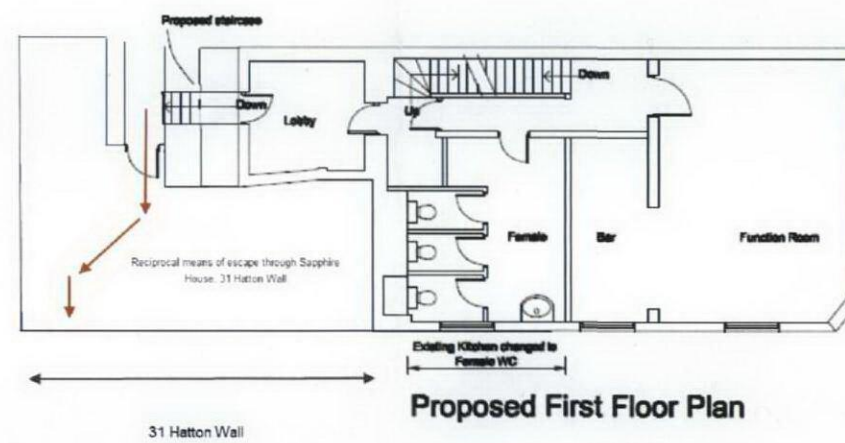 Proposed staircase
Down
Lobby
Up
Down
Reciprocal means of escape through Sapphire
House, 31 Hatton Wall
Female
Bar
Function Room
Existing Kitchen changed to
Female WC
Proposed First Floor Plan
31 Hatton Wall